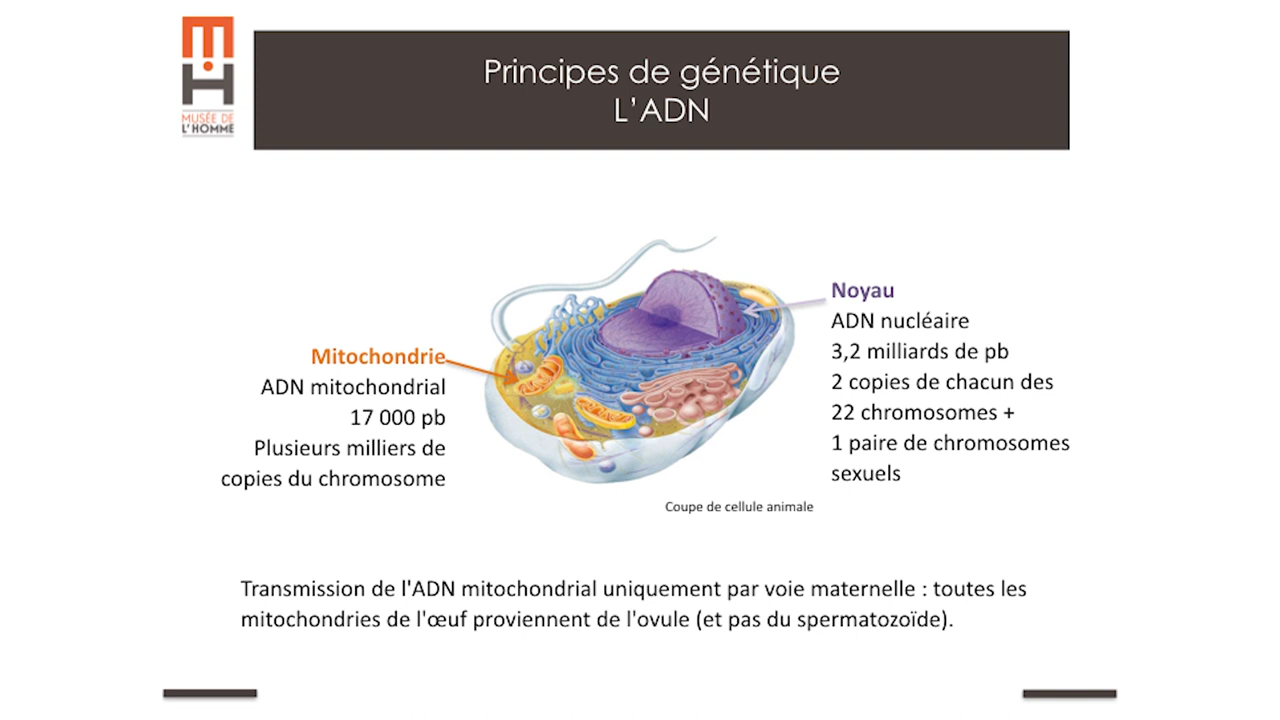 MUSÉE DE
L'HOMME
Principes de génétique
L'ADN
Mitochondrie
ADN mitochondrial
17 000 pb
Plusieurs milliers de
copies du chromosome
Noyau
ADN nucléaire
3,2 milliards de pb
2 copies de chacun des
22 chromosomes +
1 paire de chromosomes
sexuels
Coupe de cellule animale
Transmission de l'ADN mitochondrial uniquement par voie maternelle : toutes les
mitochondries de l'œuf proviennent de l'ovule (et pas du spermatozoïde).